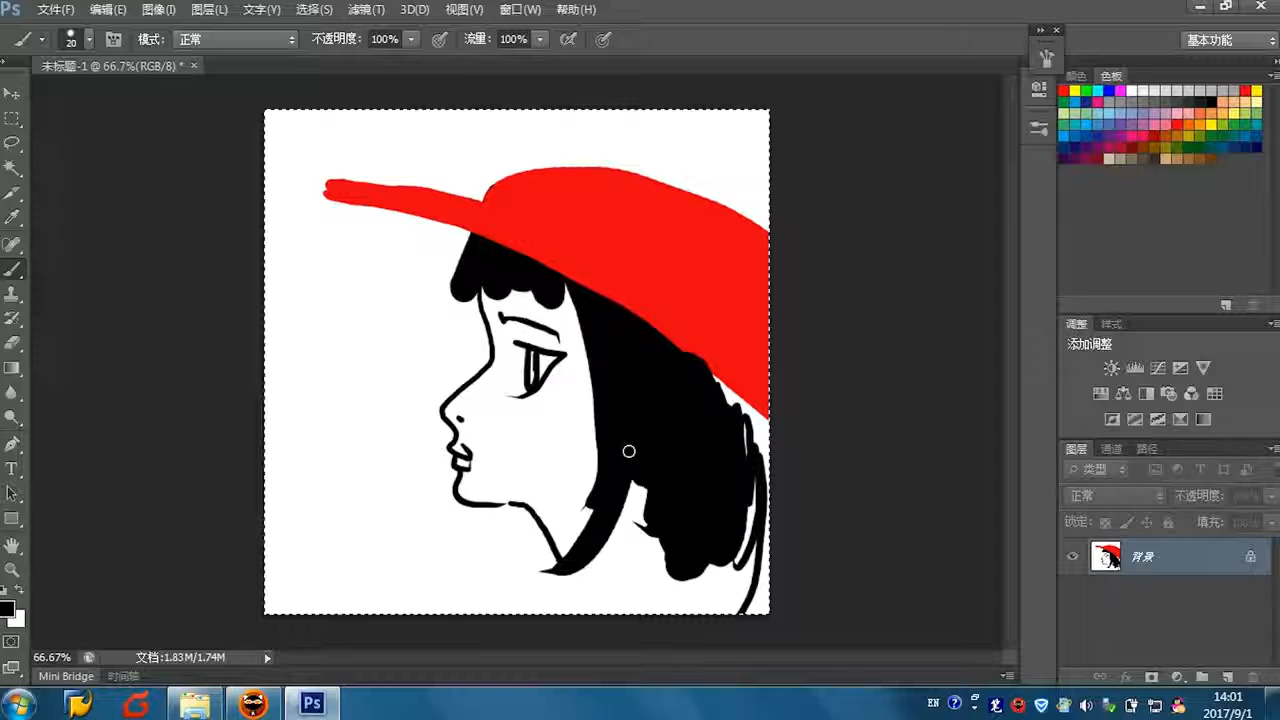 Ps 文件(F) 编辑(E) 图像(I) 图层(L) 文字(Y) 选择(S) 滤镜(T) 3D(D) 视图(V) 窗口(W) 帮助(H)
20 模式: 正常 不透明度: 100% 流量: 100% 基本功能
未标题-1 @ 66.7%(RGB/8) * ×
颜色 色板
调整 样式
添加调整
图层 通道 路径
类型
正常 不透明度: 100%
锁定: 填充: 100%
背景
66.67% 文档:1.83M/1.74M
Mini Bridge 时间轴
Ps EN 14:01
2017/9/1